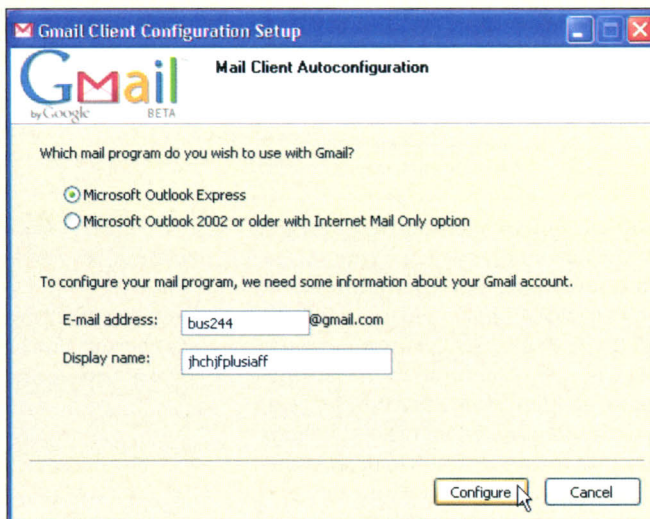 Gmail Client Configuration Setup
Gmail
by Google
BETA
Mail Client Autoconfiguration
Which mail program do you wish to use with Gmail?
Microsoft Outlook Express
Microsoft Outlook 2002 or older with Internet Mail Only option
To configure your mail program, we need some information about your Gmail account.
E-mail address: bus244 @gmail.com
Display name: jhchjfplusiaff
Configure Cancel